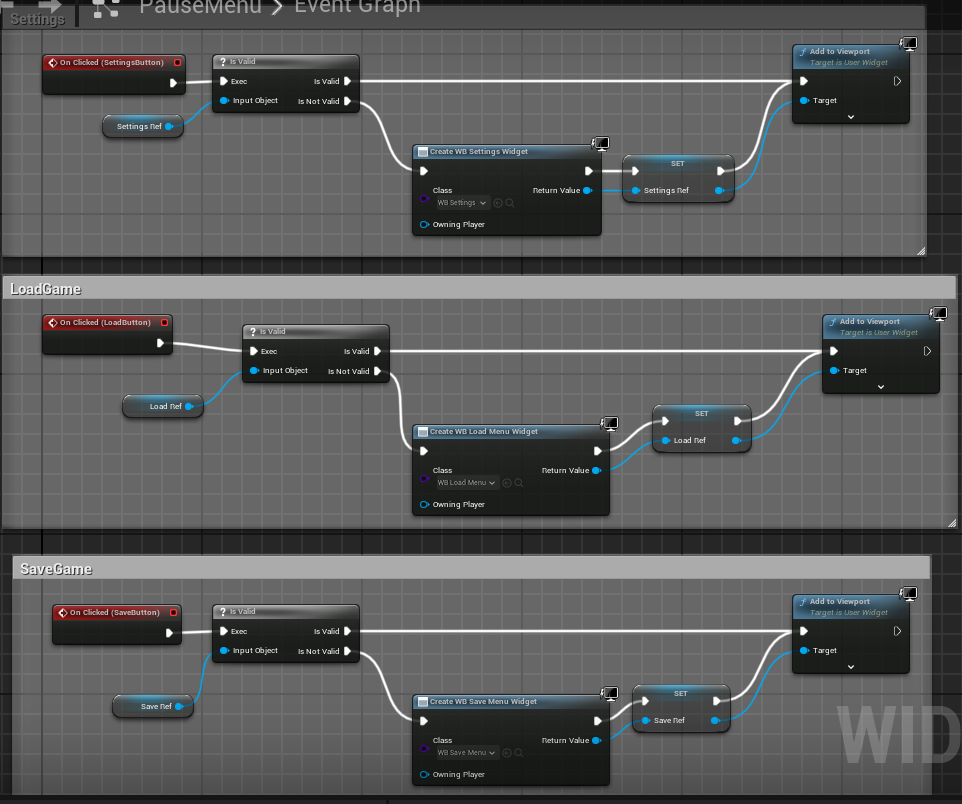 PauseMenu > Event Graph
Settings
On Clicked (SettingsButton)
? Is Valid
Exec
Is Valid
Input Object
Is Not Valid
Settings Ref
Create WB Settings Widget
Class
Return Value
WB Settings
Owning Player
SET
Settings Ref
f Add to Viewport
Target is User Widget
Target
LoadGame
On Clicked (LoadButton)
? Is Valid
Exec
Is Valid
Input Object
Is Not Valid
Load Ref
Create WB Load Menu Widget
Class
Return Value
WB Load Menu
Owning Player
SET
Load Ref
f Add to Viewport
Target is User Widget
Target
SaveGame
On Clicked (SaveButton)
? Is Valid
Exec
Is Valid
Input Object
Is Not Valid
Save Ref
Create WB Save Menu Widget
Class
Return Value
WB Save Menu
Owning Player
SET
Save Ref
f Add to Viewport
Target is User Widget
Target
WID